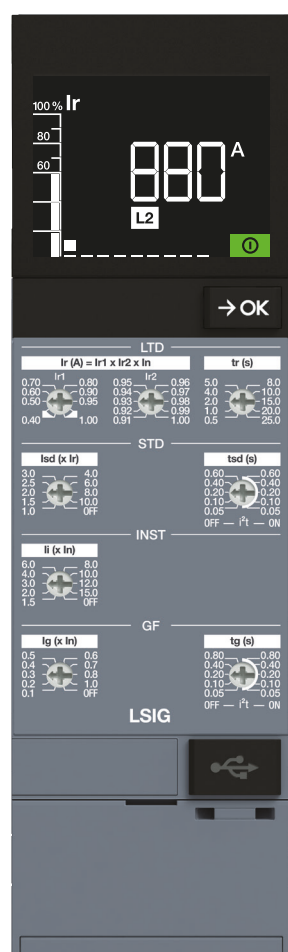 100 % Ir
80
60
880 A
L2
→ OK
LTD
Ir (A) = Ir1 x Ir2 x In
tr (s)
Ir1
Ir2
0.70 0.80 0.95 0.96 5.0 8.0
0.60 0.90 0.94 0.97 4.0 10.0
0.50 0.95 0.93 0.98 2.0 15.0
0.92 0.99 1.0 20.0
0.40 1.00 0.91 1.00 0.5 25.0
STD
Isd (x Ir)
tsd (s)
3.0 4.0 0.60 0.60
2.5 6.0 0.40 0.40
2.0 8.0 0.20 0.20
1.5 10.0 0.10 0.10
1.0 OFF 0.05 0.05
OFF — i²t — ON
INST
Ii (x In)
6.0 8.0
4.0 10.0
3.0 12.0
2.0 15.0
1.5 OFF
GF
Ig (x In)
tg (s)
0.5 0.6 0.80 0.80
0.4 0.7 0.40 0.40
0.3 0.8 0.20 0.20
0.2 1.0 0.10 0.10
0.1 OFF 0.05 0.05
OFF — i²t — ON
LSIG